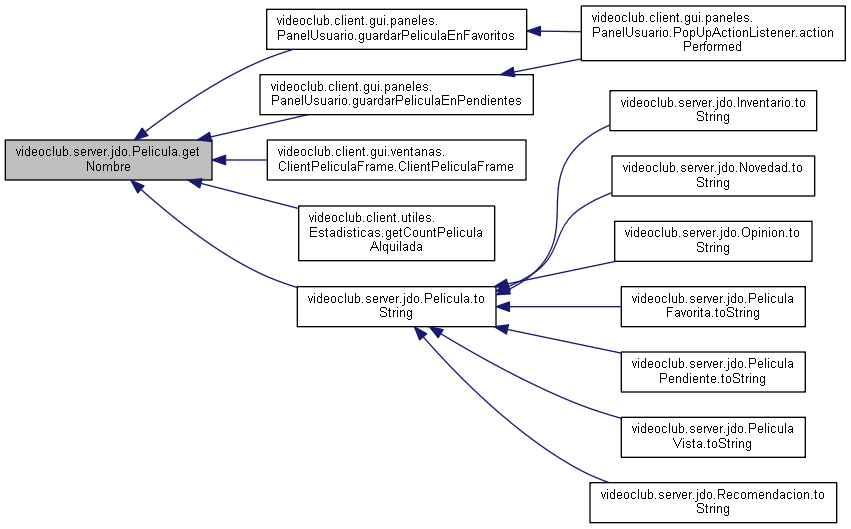 videoclub.client.gui.paneles.
PanelUsuario.guardarPeliculaEnFavoritos
videoclub.client.gui.paneles.
PanelUsuario.PopUpActionListener.action
Performed
videoclub.client.gui.paneles.
PanelUsuario.guardarPeliculaEnPendientes
videoclub.server.jdo.Inventario.to
String
videoclub.server.jdo.Pelicula.get
Nombre
videoclub.client.gui.ventanas.
ClientPeliculaFrame.ClientPeliculaFrame
videoclub.server.jdo.Novedad.to
String
videoclub.client.utiles.
Estadisticas.getCountPelicula
Alquilada
videoclub.server.jdo.Opinion.to
String
videoclub.server.jdo.Pelicula.to
String
videoclub.server.jdo.Pelicula
Favorita.toString
videoclub.server.jdo.Pelicula
Pendiente.toString
videoclub.server.jdo.Pelicula
Vista.toString
videoclub.server.jdo.Recomendacion.to
String